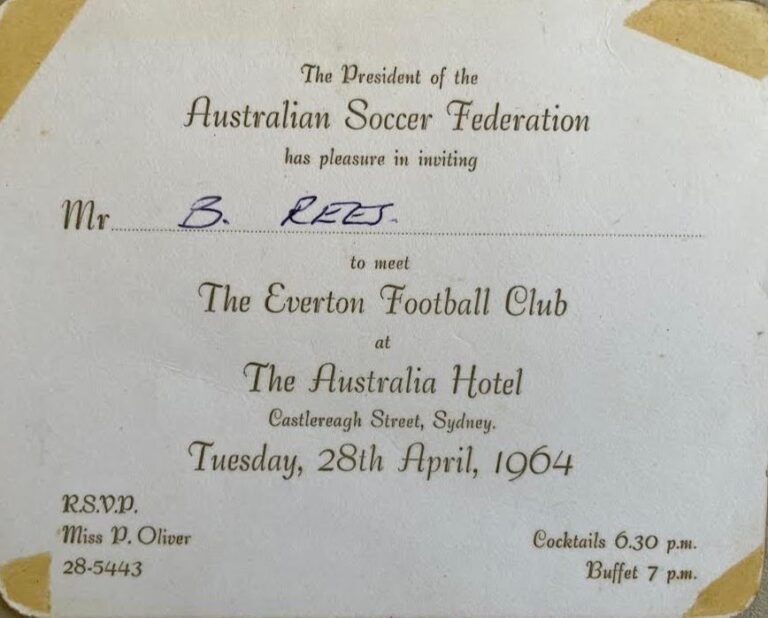 The President of the
Australian Soccer Federation
has pleasure in inviting
Mr B. REES.
to meet
The Everton Football Club
at
The Australia Hotel
Castlereagh Street, Sydney.
Tuesday, 28th April, 1964
R.S.V.P.
Miss P. Oliver
28-5443
Cocktails 6.30 p.m.
Buffet 7 p.m.